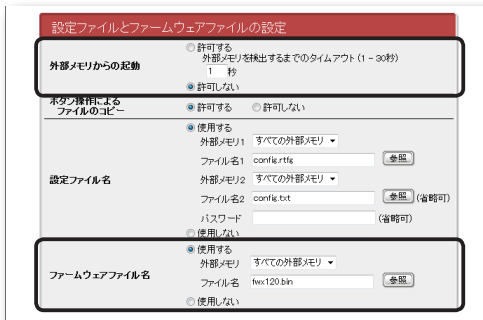 設定ファイルとファームウェアファイルの設定
外部メモリからの起動
許可する
外部メモリを検出するまでのタイムアウト(1 - 30秒)
1 秒
許可しない
ボタン操作による
ファイルのコピー
許可する 許可しない
設定ファイル名
使用する
外部メモリ1 すべての外部メモリ
ファイル名1 config.rtfg 参照
外部メモリ2 すべての外部メモリ
ファイル名2 config.txt 参照 (省略可)
パスワード (省略可)
使用しない
ファームウェアファイル名
使用する
外部メモリ すべての外部メモリ
ファイル名 fwx120.bin 参照
使用しない